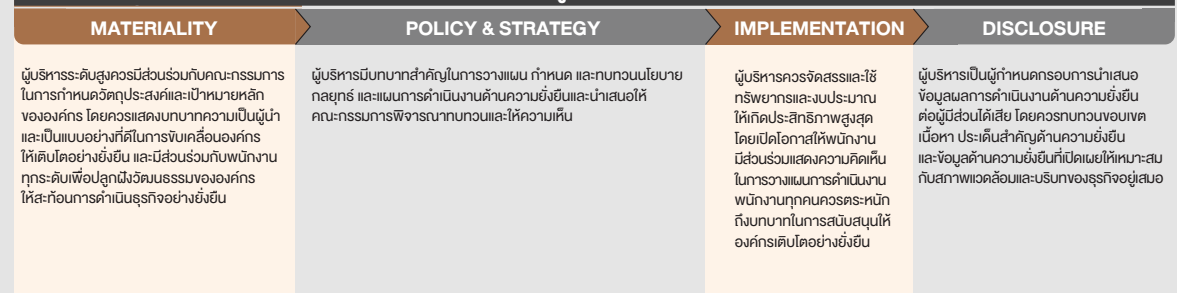 MATERIALITY
POLICY & STRATEGY
IMPLEMENTATION
DISCLOSURE
ผู้บริหารระดับสูงควรมีส่วนร่วมกับคณะกรรมการ
ในการกำหนดวัตถุประสงค์และเป้าหมายหลัก
ขององค์กร โดยควรแสดงบทบาทความเป็นผู้นำ
และเป็นแบบอย่างที่ดีในการขับเคลื่อนองค์กร
ให้เติบโตอย่างยั่งยืน และมีส่วนร่วมกับพนักงาน
ทุกระดับเพื่อปลูกฝังวัฒนธรรมขององค์กร
ให้สะท้อนการดำเนินธุรกิจอย่างยั่งยืน
ผู้บริหารมีบทบาทสำคัญในการวางแผน กำหนด และทบทวนนโยบาย
กลยุทธ์ และแผนการดำเนินงานด้านความยั่งยืนและนำเสนอให้
คณะกรรมการพิจารณาทบทวนและให้ความเห็น
ผู้บริหารควรจัดสรรและใช้
ทรัพยากรและงบประมาณ
ให้เกิดประสิทธิภาพสูงสุด
โดยเปิดโอกาสให้พนักงาน
มีส่วนร่วมแสดงความคิดเห็น
ในการวางแผนการดำเนินงาน
พนักงานทุกคนควรตระหนัก
ถึงบทบาทในการสนับสนุนให้
องค์กรเติบโตอย่างยั่งยืน
ผู้บริหารเป็นผู้กำหนดกรอบการนำเสนอ
ข้อมูลผลการดำเนินงานด้านความยั่งยืน
ต่อผู้มีส่วนได้เสีย โดยควรทบทวนขอบเขต
เนื้อหา ประเด็นสำคัญด้านความยั่งยืน
และข้อมูลด้านความยั่งยืนที่เปิดเผยให้เหมาะสม
กับสภาพแวดล้อมและบริบทของธุรกิจอยู่เสมอ